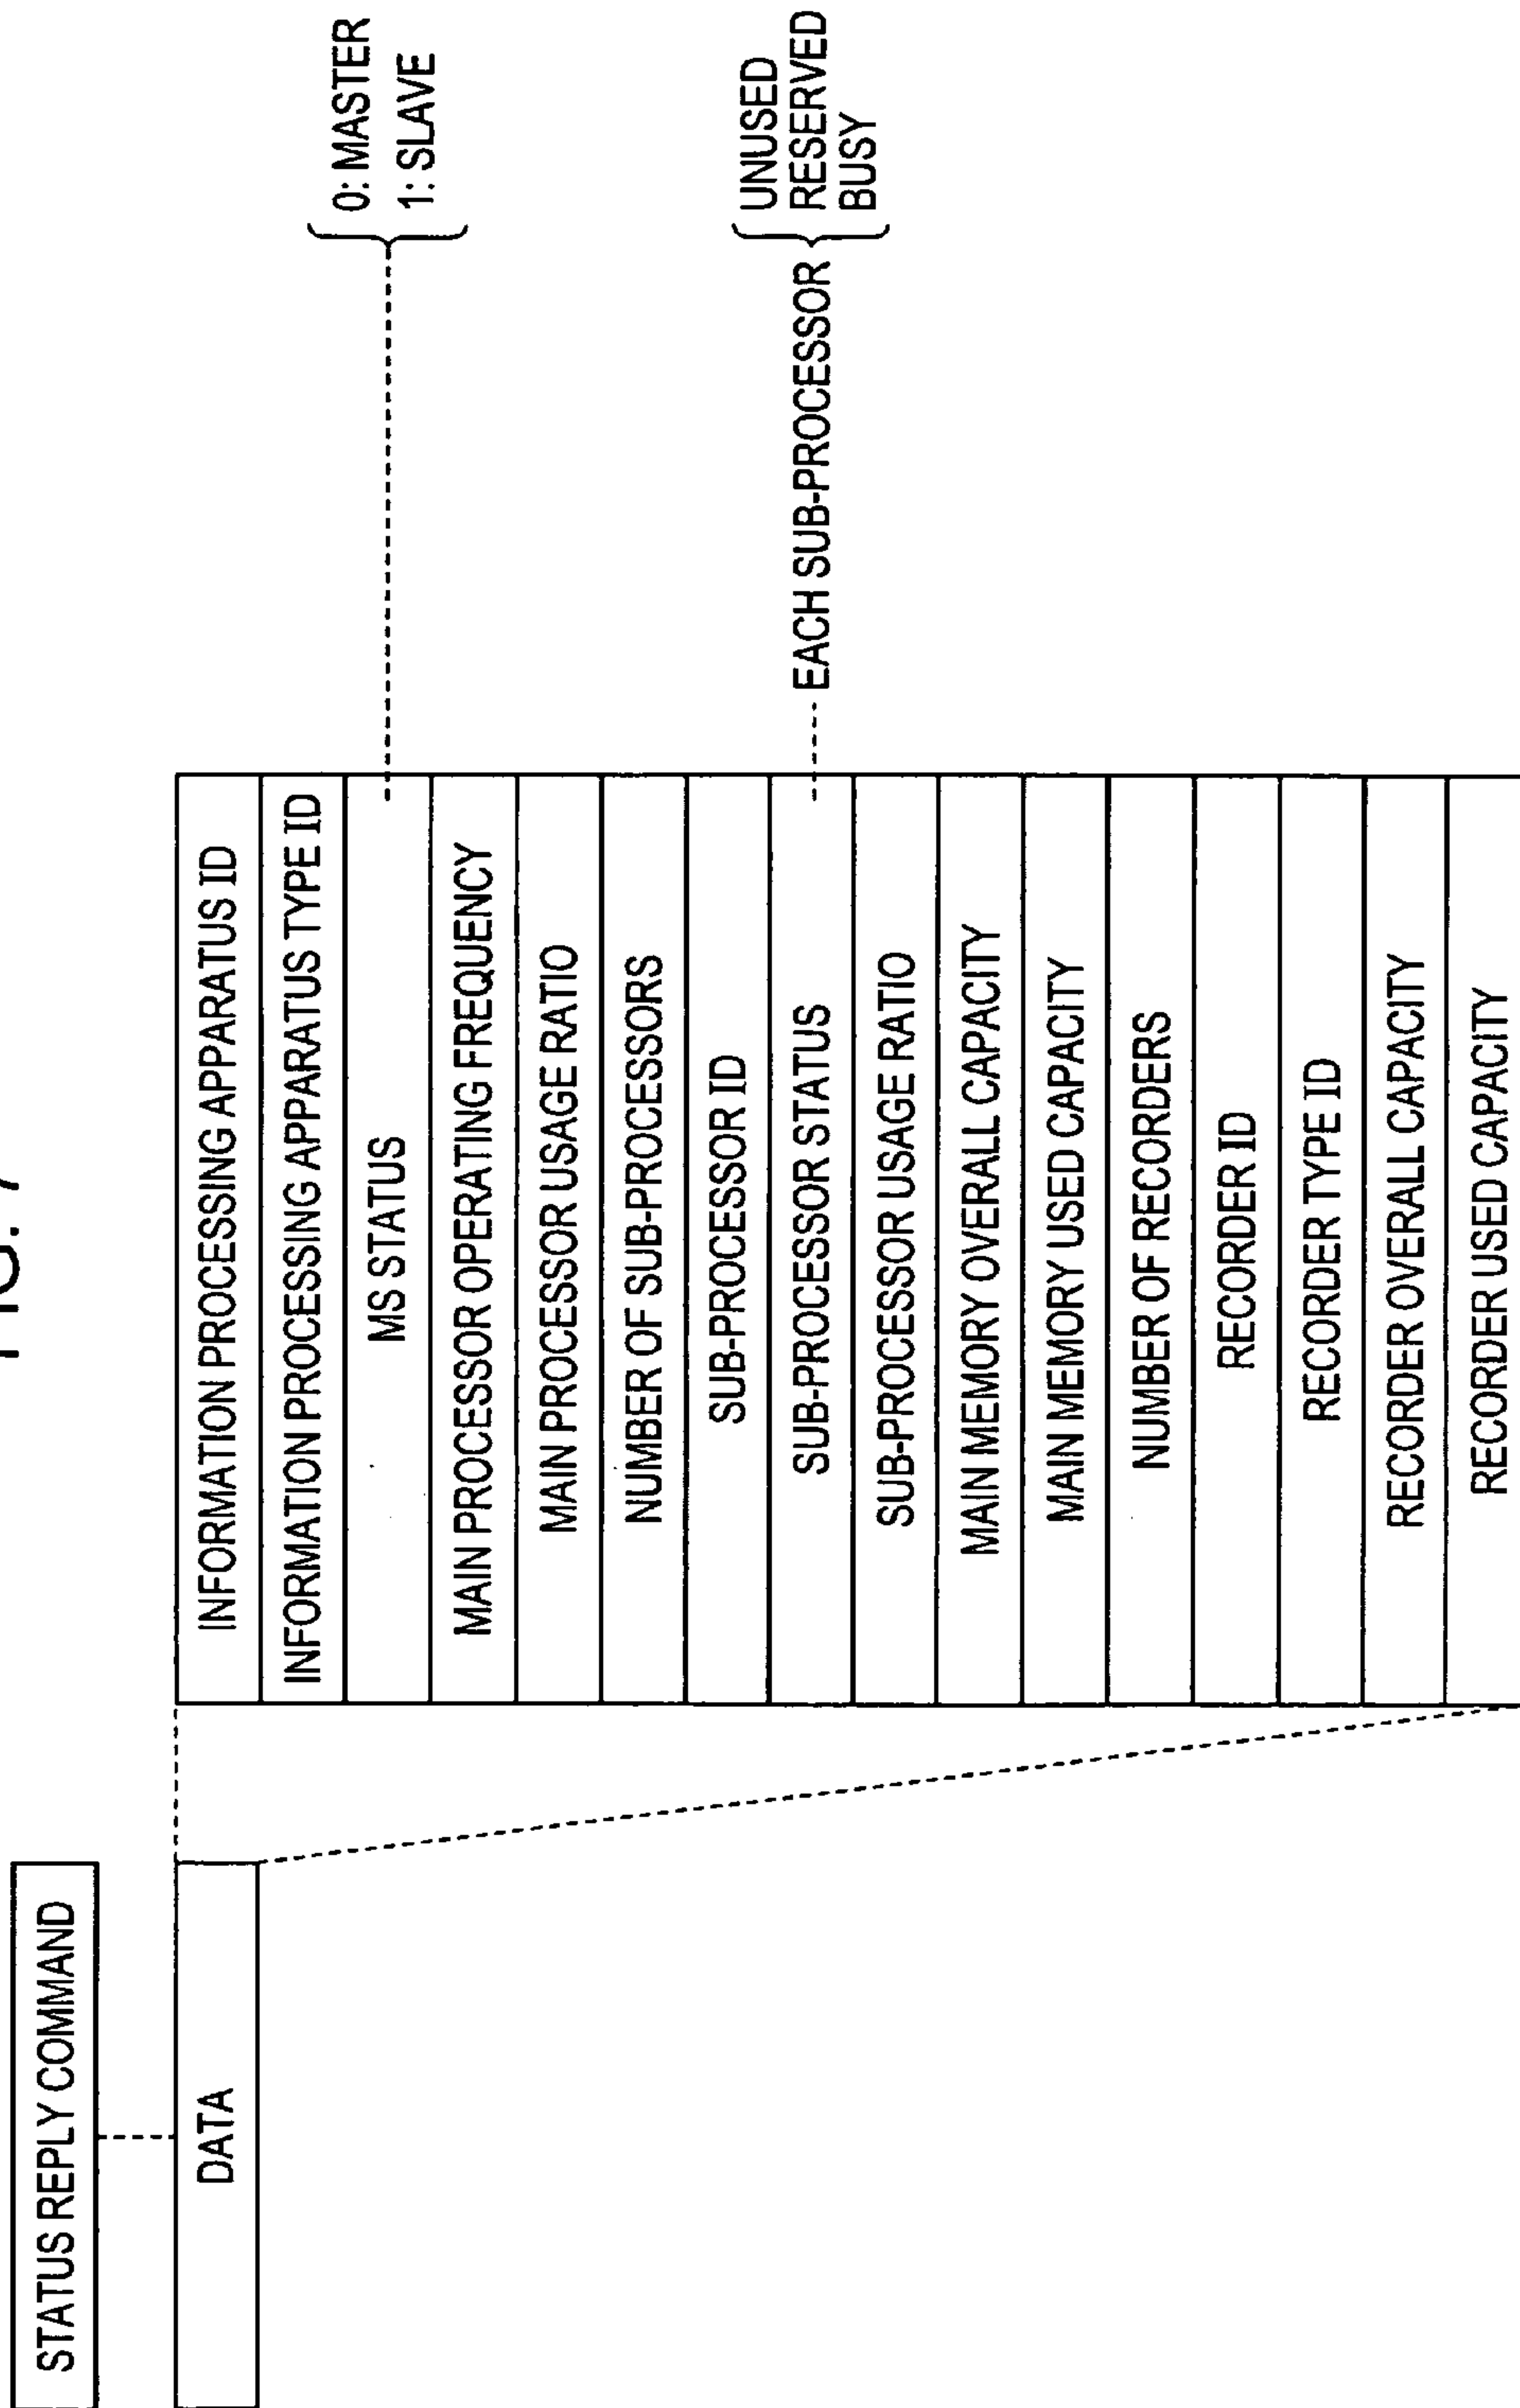 FIG. 7
STATUS REPLY COMMAND
DATA
INFORMATION PROCESSING APPARATUS ID
INFORMATION PROCESSING APPARATUS TYPE ID
MS STATUS
0: MASTER
1: SLAVE
MAIN PROCESSOR OPERATING FREQUENCY
MAIN PROCESSOR USAGE RATIO
NUMBER OF SUB-PROCESSORS
SUB-PROCESSOR ID
SUB-PROCESSOR STATUS
EACH SUB-PROCESSOR
UNUSED
RESERVED
BUSY
SUB-PROCESSOR USAGE RATIO
MAIN MEMORY OVERALL CAPACITY
MAIN MEMORY USED CAPACITY
NUMBER OF RECORDERS
RECORDER ID
RECORDER TYPE ID
RECORDER OVERALL CAPACITY
RECORDER USED CAPACITY